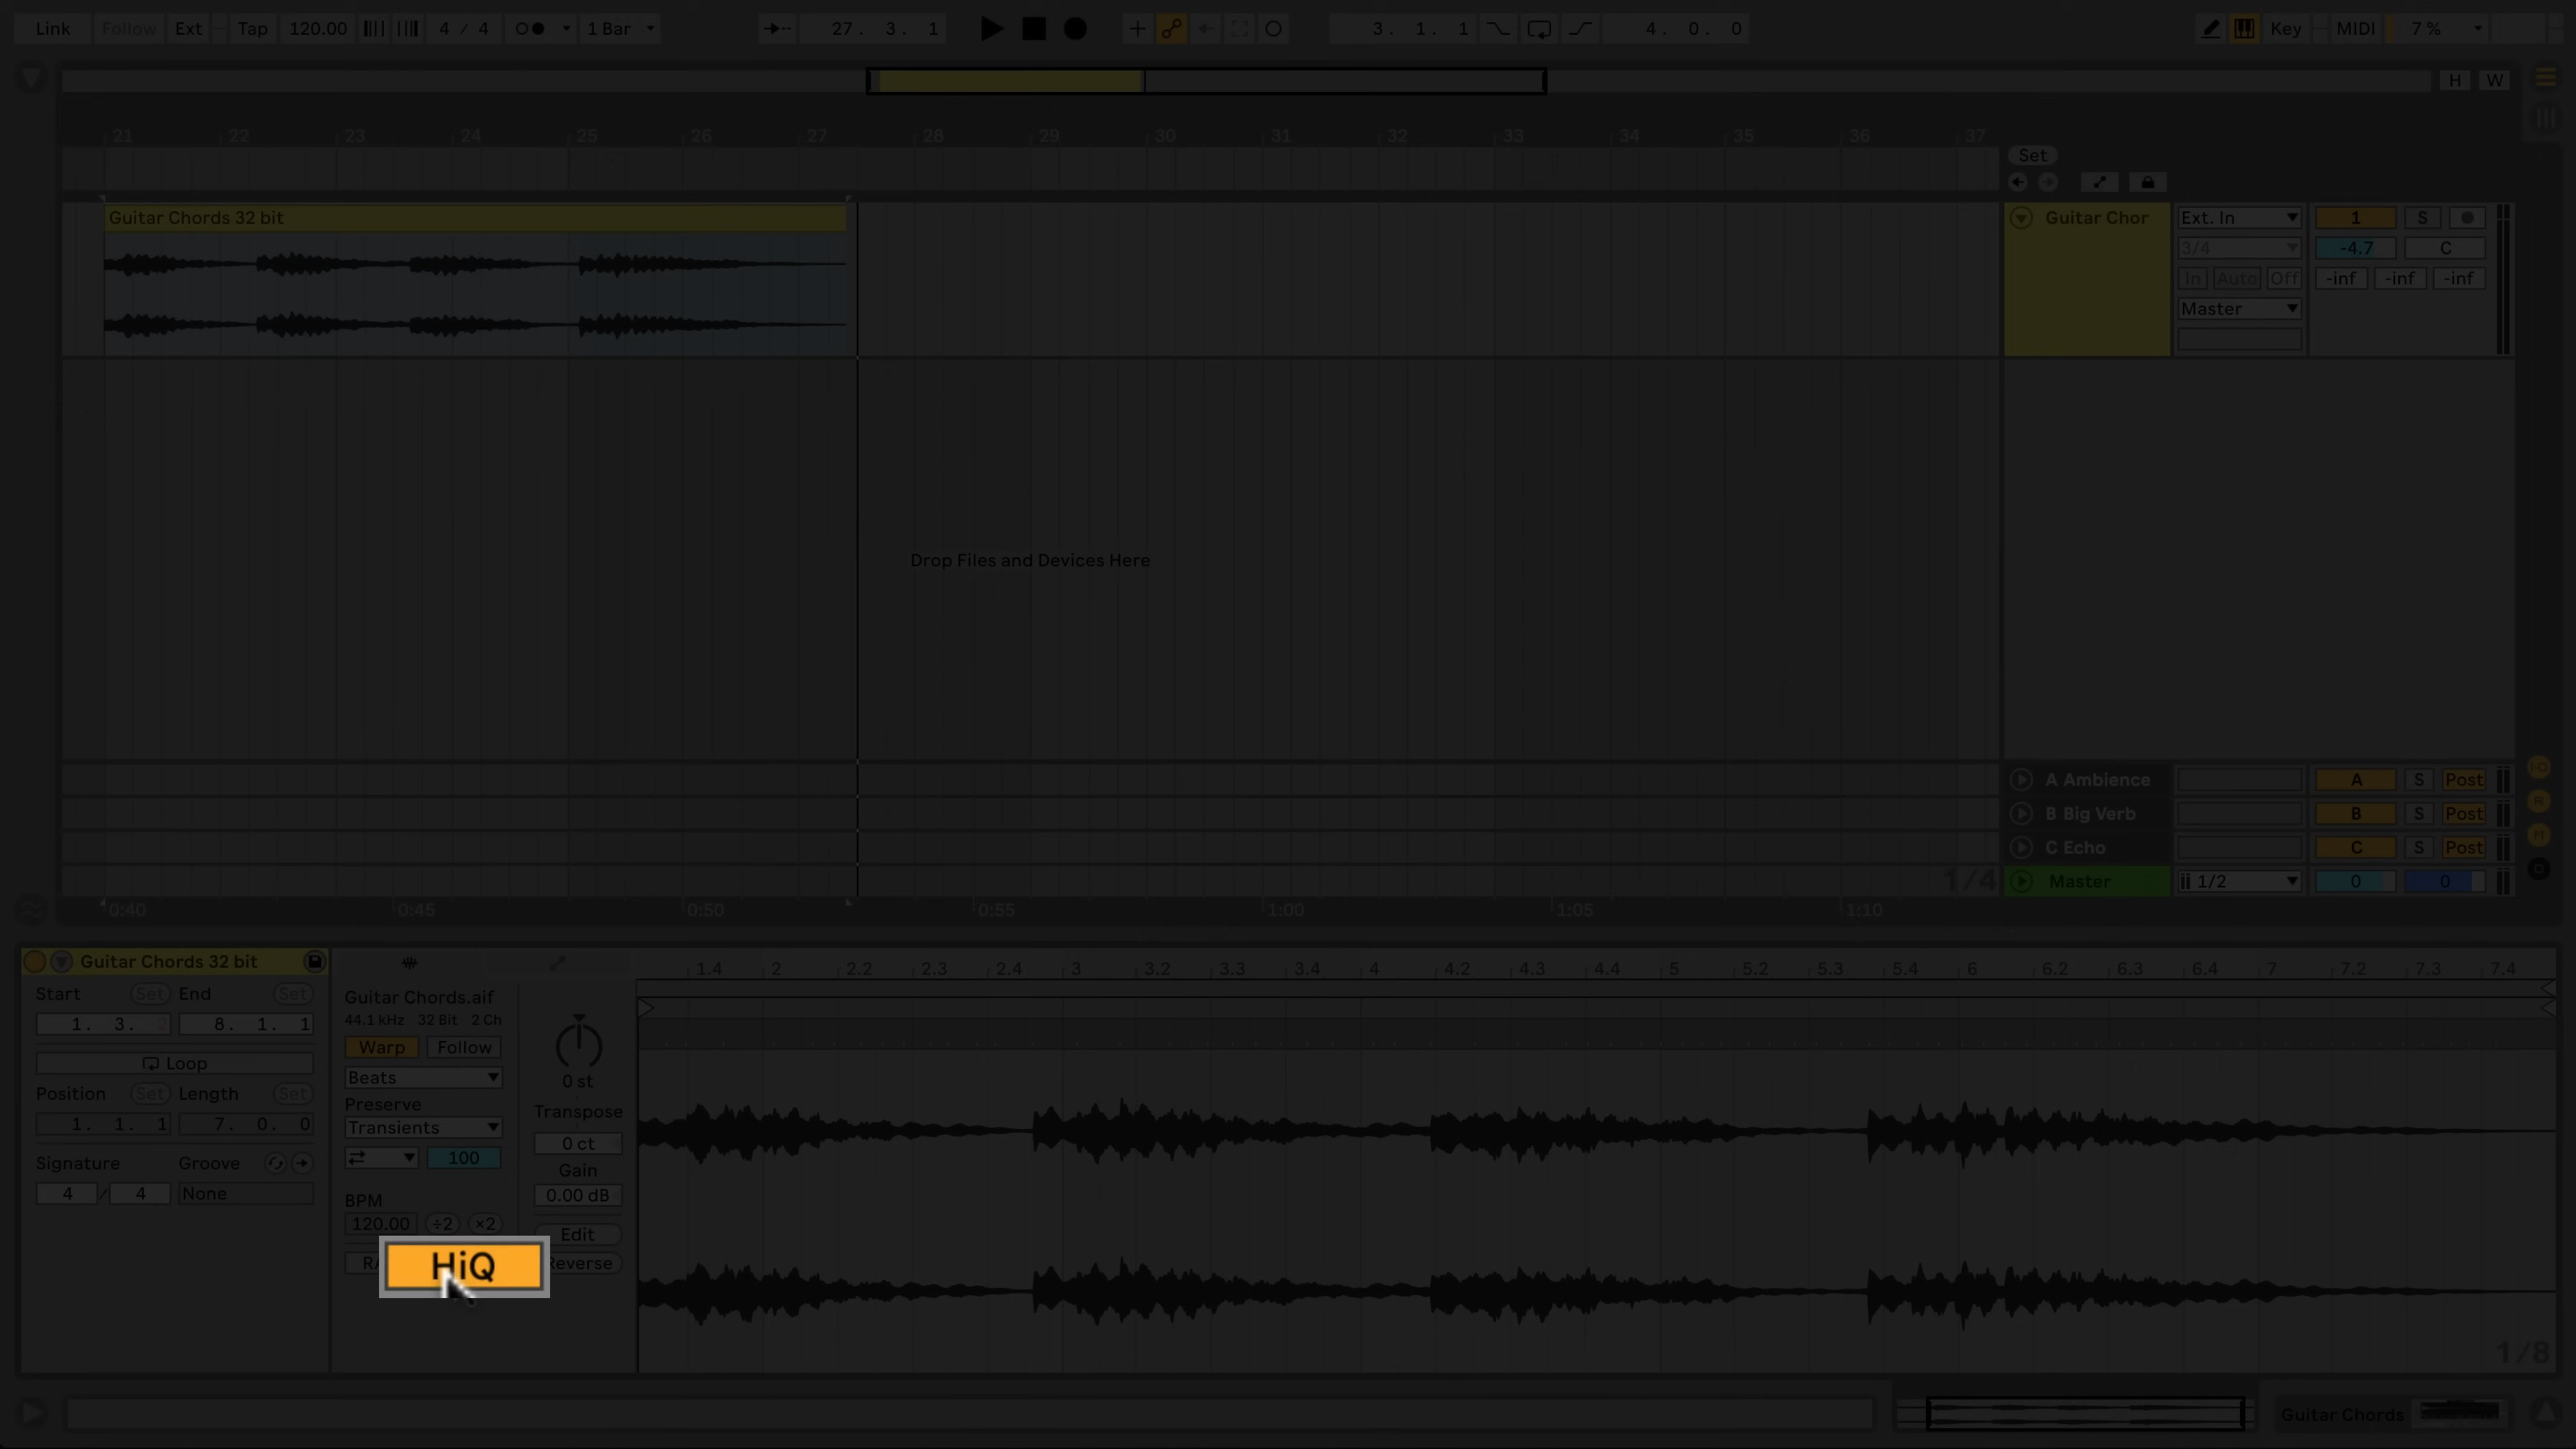 Link Follow Ext Tap 120.00 4 / 4 1 Bar 27. 3. 1 3. 1. 1 4. 0. 0 Key MIDI 7 %
H W
21 22 23 24 25 26 27 28 29 30 31 32 33 34 35 36 37
Set
Guitar Chords 32 bit
Guitar Chor Ext. In 1 S
3/4 -4.7 C
In Auto Off -inf -inf -inf
Master
Drop Files and Devices Here
A Ambience A S Post
B Big Verb B S Post
C Echo C S Post
1/4 Master 1/2 0 0
0:40 0:45 0:50 0:55 1:00 1:05 1:10
Guitar Chords 32 bit
Start Set End Set
1. 3. 2 8. 1. 1
Loop
Position Set Length Set
1. 1. 1 7. 0. 0
Signature Groove
4 / 4 None
Guitar Chords.aif
44.1 kHz 32 Bit 2 Ch
Warp Follow
Beats
Preserve
Transients
100
BPM
120.00 ÷2 ×2
HiQ
0 st
Transpose
0 ct
Gain
0.00 dB
Edit
Reverse
1.4 2 2.2 2.3 2.4 3 3.2 3.3 3.4 4 4.2 4.3 4.4 5 5.2 5.3 5.4 6 6.2 6.3 6.4 7 7.2 7.3 7.4
1/8
Guitar Chords